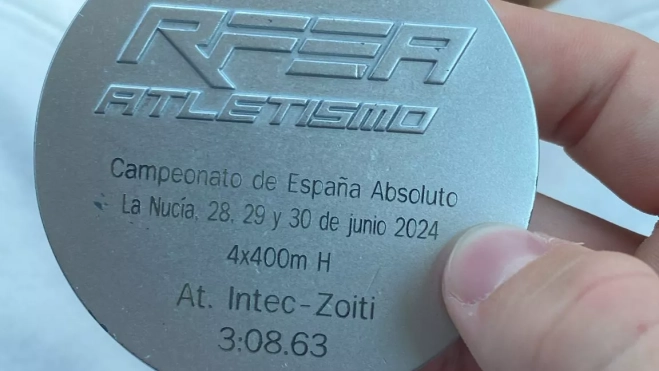 RFEA
ATLETISMO
Campeonato de España Absoluto
La Nucía, 28, 29 y 30 de junio 2024
4x400m H
At. Intec-Zoiti
3:08.63